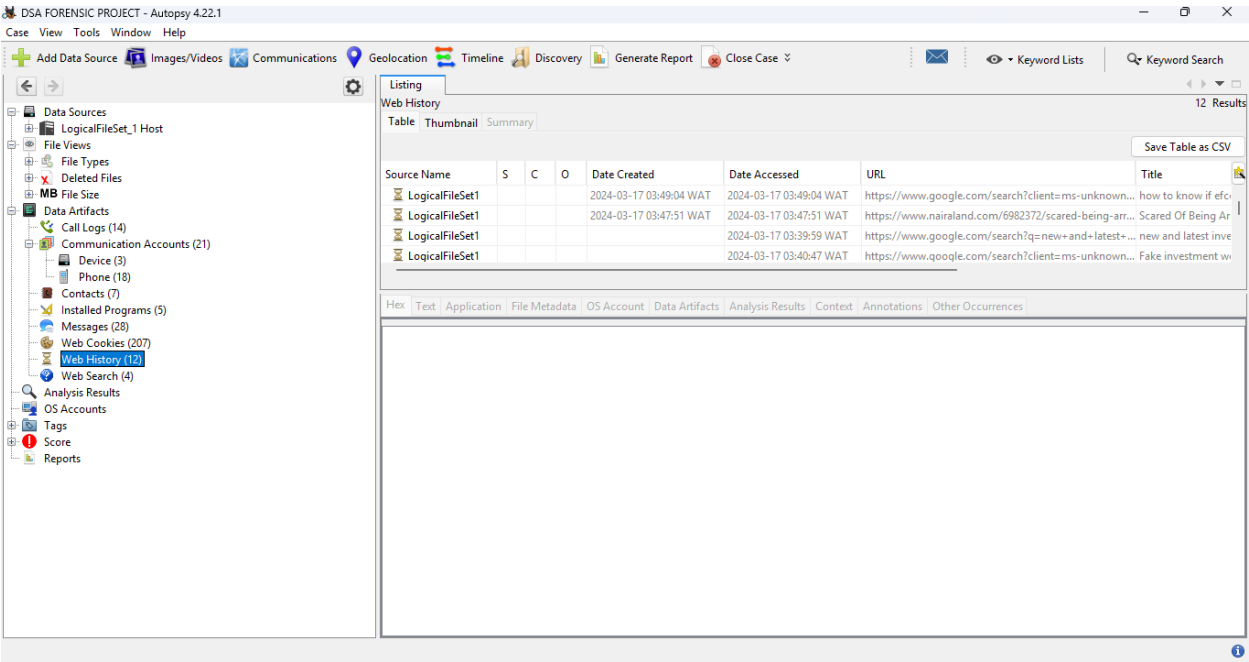 DSA FORENSIC PROJECT - Autopsy 4.22.1
Case View Tools Window Help
Add Data Source Images/Videos Communications Geolocation Timeline Discovery Generate Report Close Case Keyword Lists Keyword Search
Listing
Data Sources
LogicalFileSet_1 Host
File Views
File Types
Deleted Files
MB File Size
Data Artifacts
Call Logs (14)
Communication Accounts (21)
Device (3)
Phone (18)
Contacts (7)
Installed Programs (5)
Messages (28)
Web Cookies (207)
Web History (12)
Web Search (4)
Analysis Results
OS Accounts
Tags
Score
Reports
Web History 12 Results
Table Thumbnail Summary
Save Table as CSV
Source Name S C O Date Created Date Accessed URL Title
LogicalFileSet1 2024-03-17 03:49:04 WAT 2024-03-17 03:49:04 WAT https://www.google.com/search?client=ms-unknown... how to know if efc
LogicalFileSet1 2024-03-17 03:47:51 WAT 2024-03-17 03:47:51 WAT https://www.nairaland.com/6982372/scared-being-arr... Scared Of Being Ar
LogicalFileSet1 2024-03-17 03:39:59 WAT https://www.google.com/search?q=new+and+latest+... new and latest inve
LogicalFileSet1 2024-03-17 03:40:47 WAT https://www.google.com/search?client=ms-unknown... Fake investment w
Hex Text Application File Metadata OS Account Data Artifacts Analysis Results Context Annotations Other Occurrences